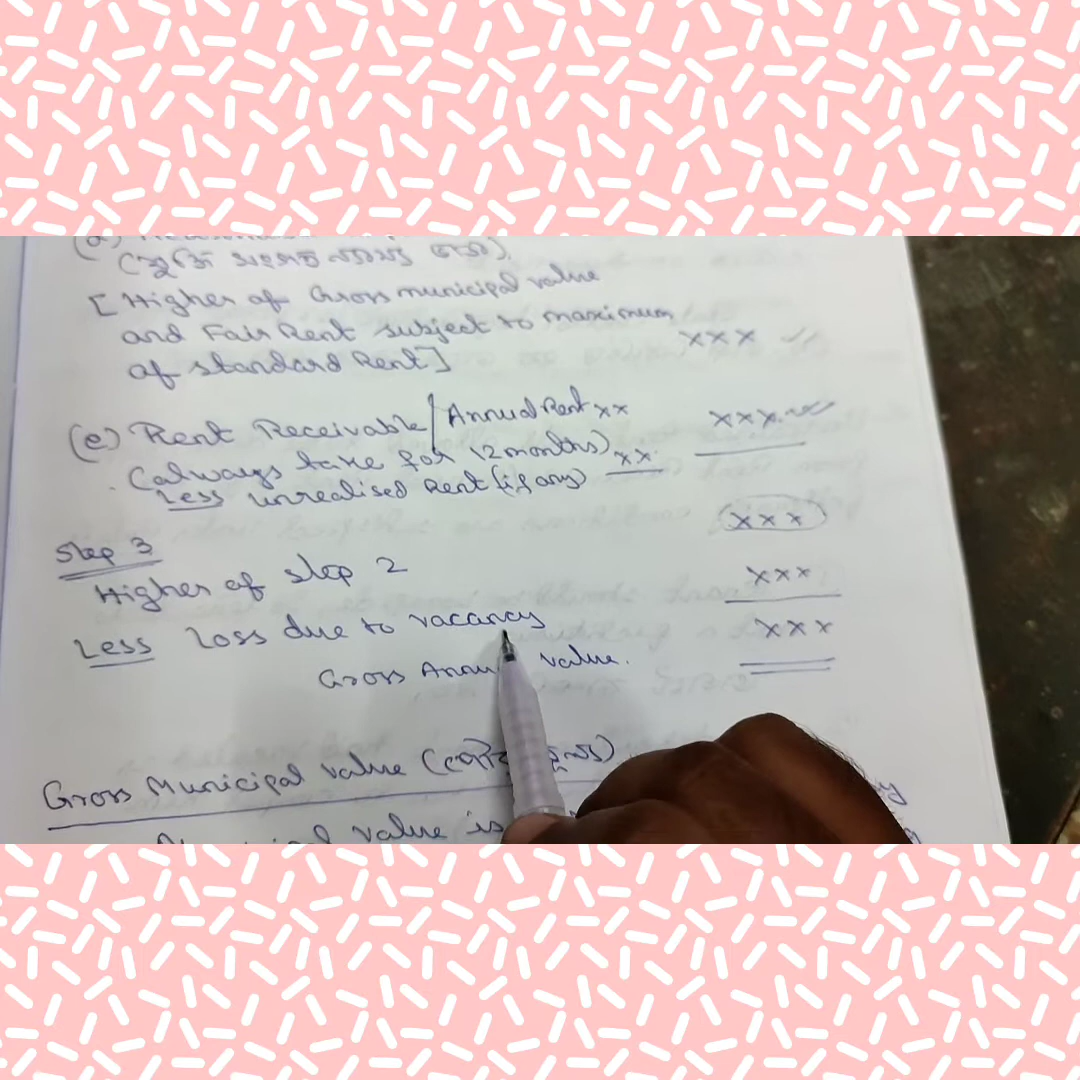 [Higher of Gross municipal value
and Fair Rent subject to maximum
of standard Rent] xxx
(e) Rent Receivable/Annual Rent xx xxx
(always take for 12 months)
Less unrealised Rent (if any) xx
xxx
Step 3
Higher of step 2 xxx
Less Loss due to vacancy xxx
Gross value.
Gross Municipal value
value is